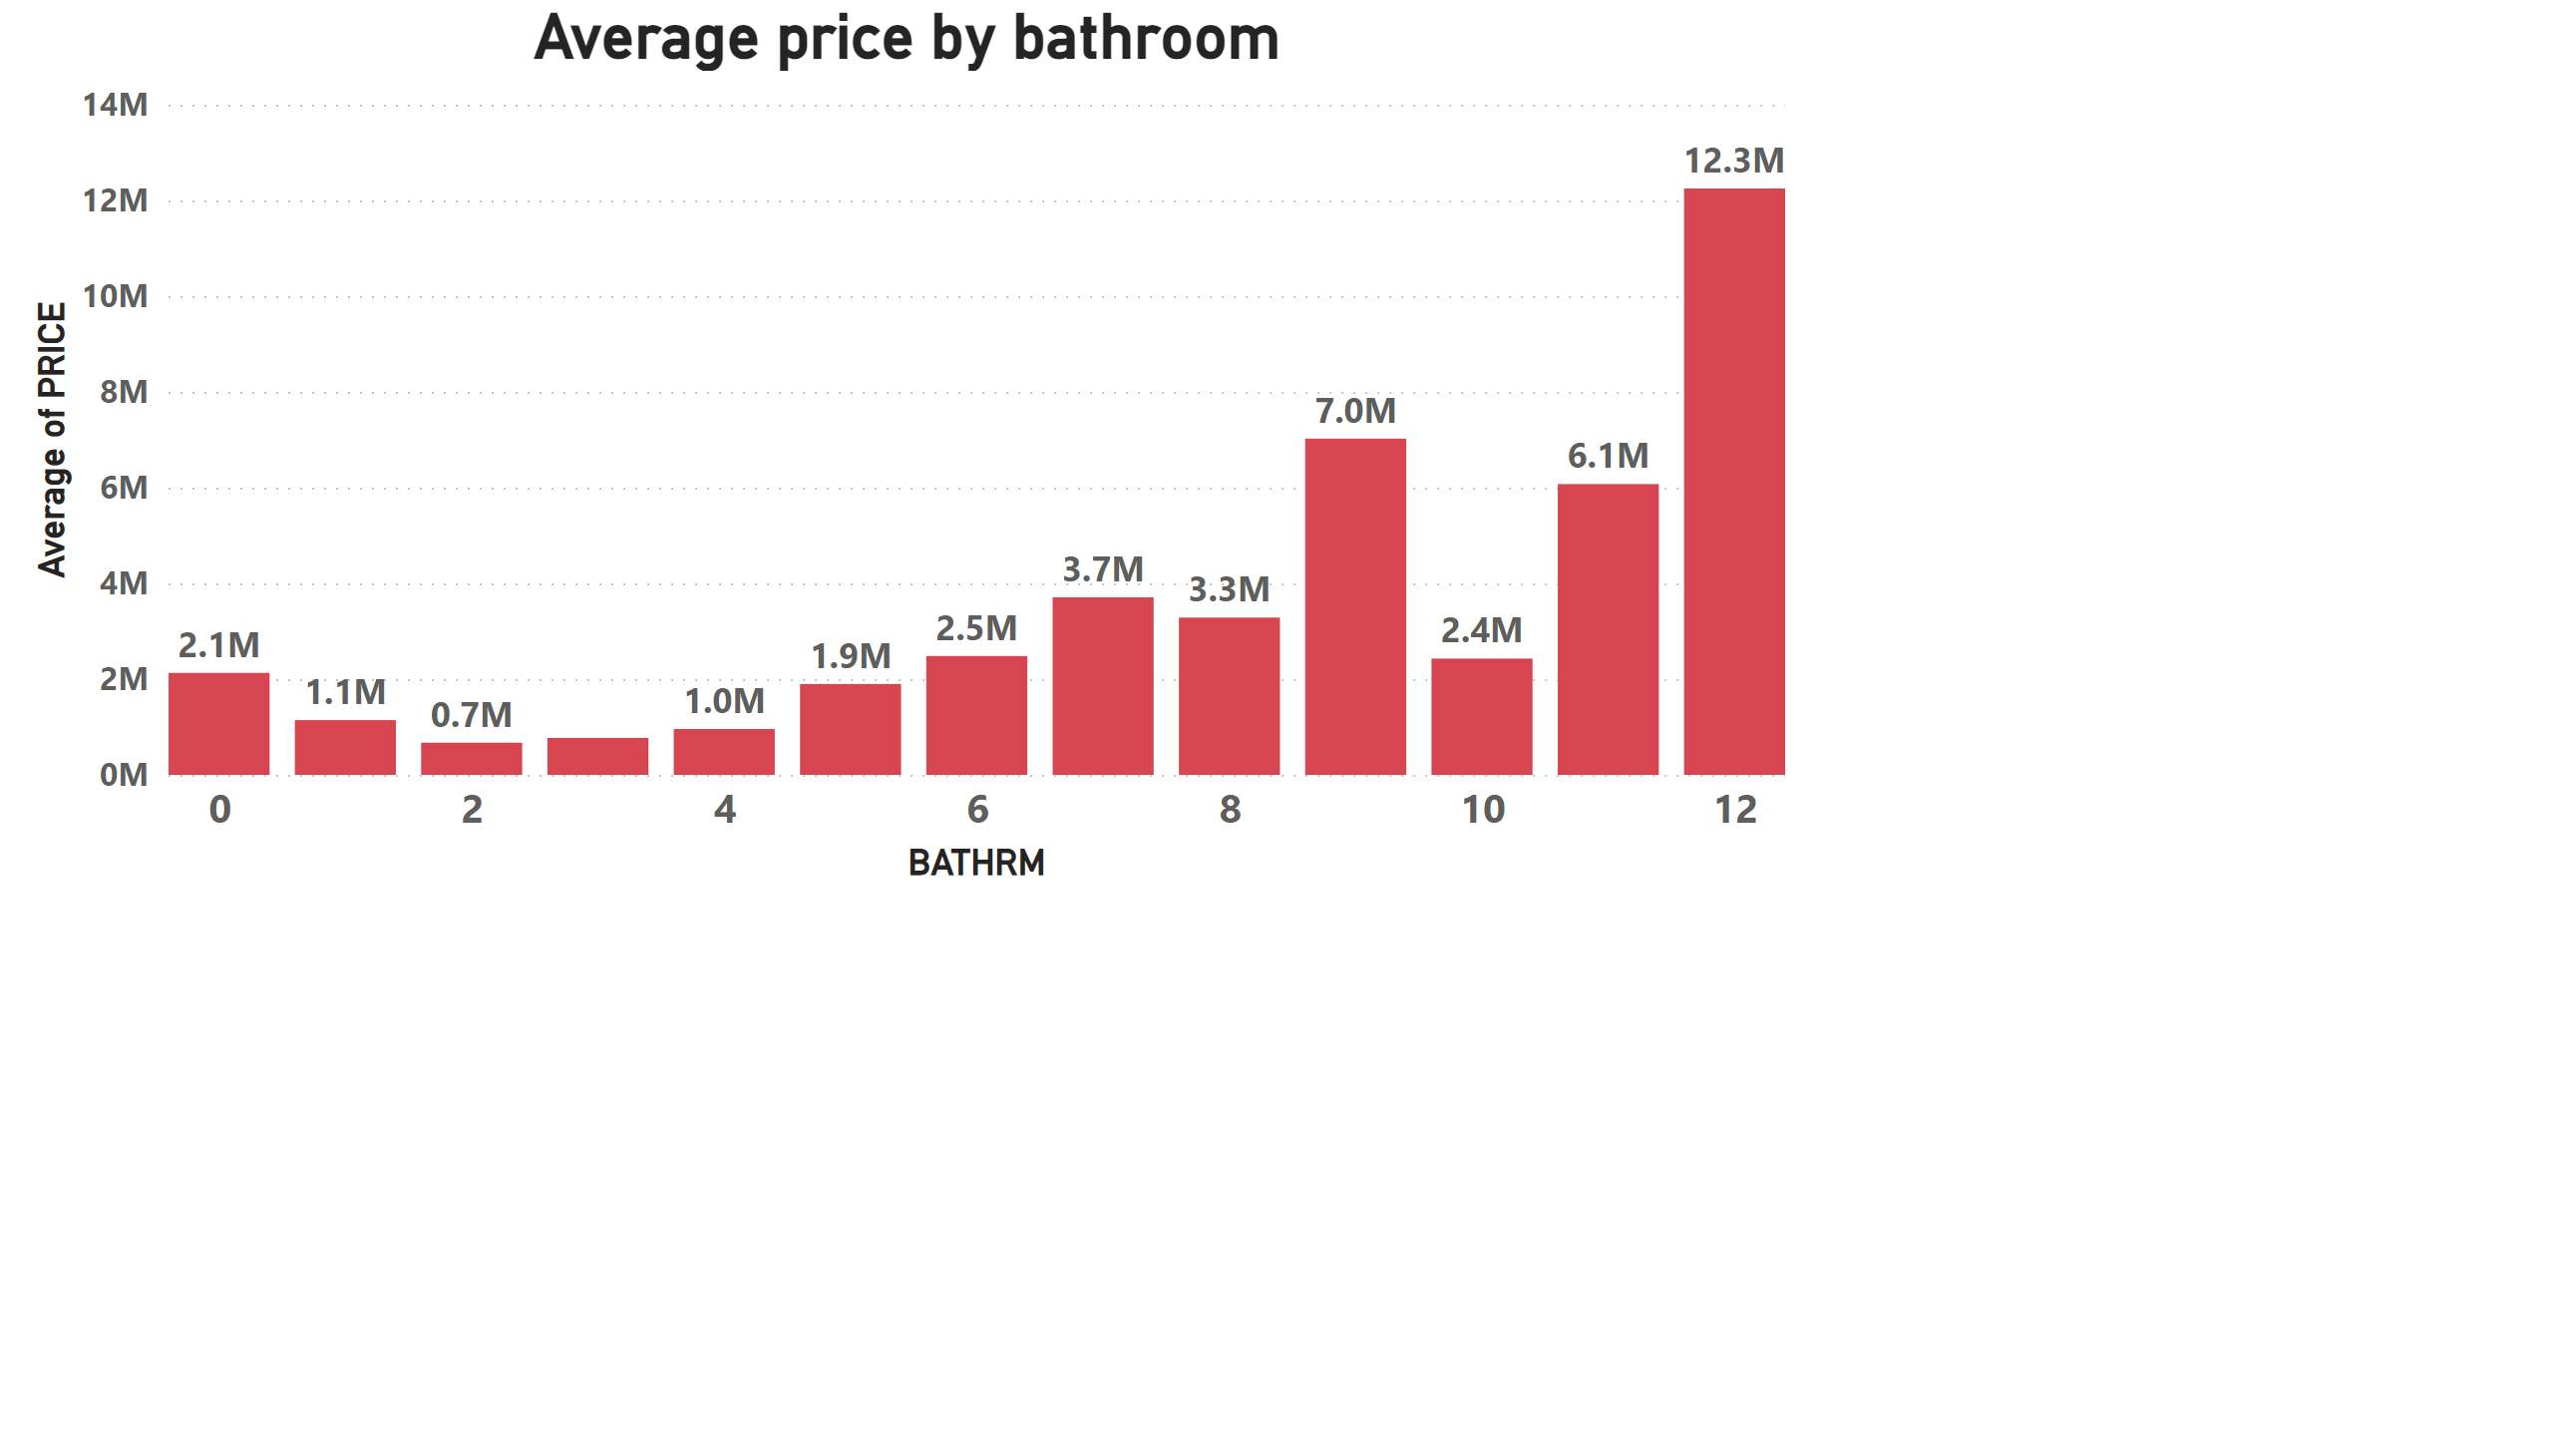 Average price by bathroom
14M
12M
10M
8M
6M
4M
2M
0M
Average of PRICE
2.1M
1.1M
0.7M
1.0M
1.9M
2.5M
3.7M
3.3M
7.0M
2.4M
6.1M
12.3M
0 2 4 6 8 10 12
BATHRM